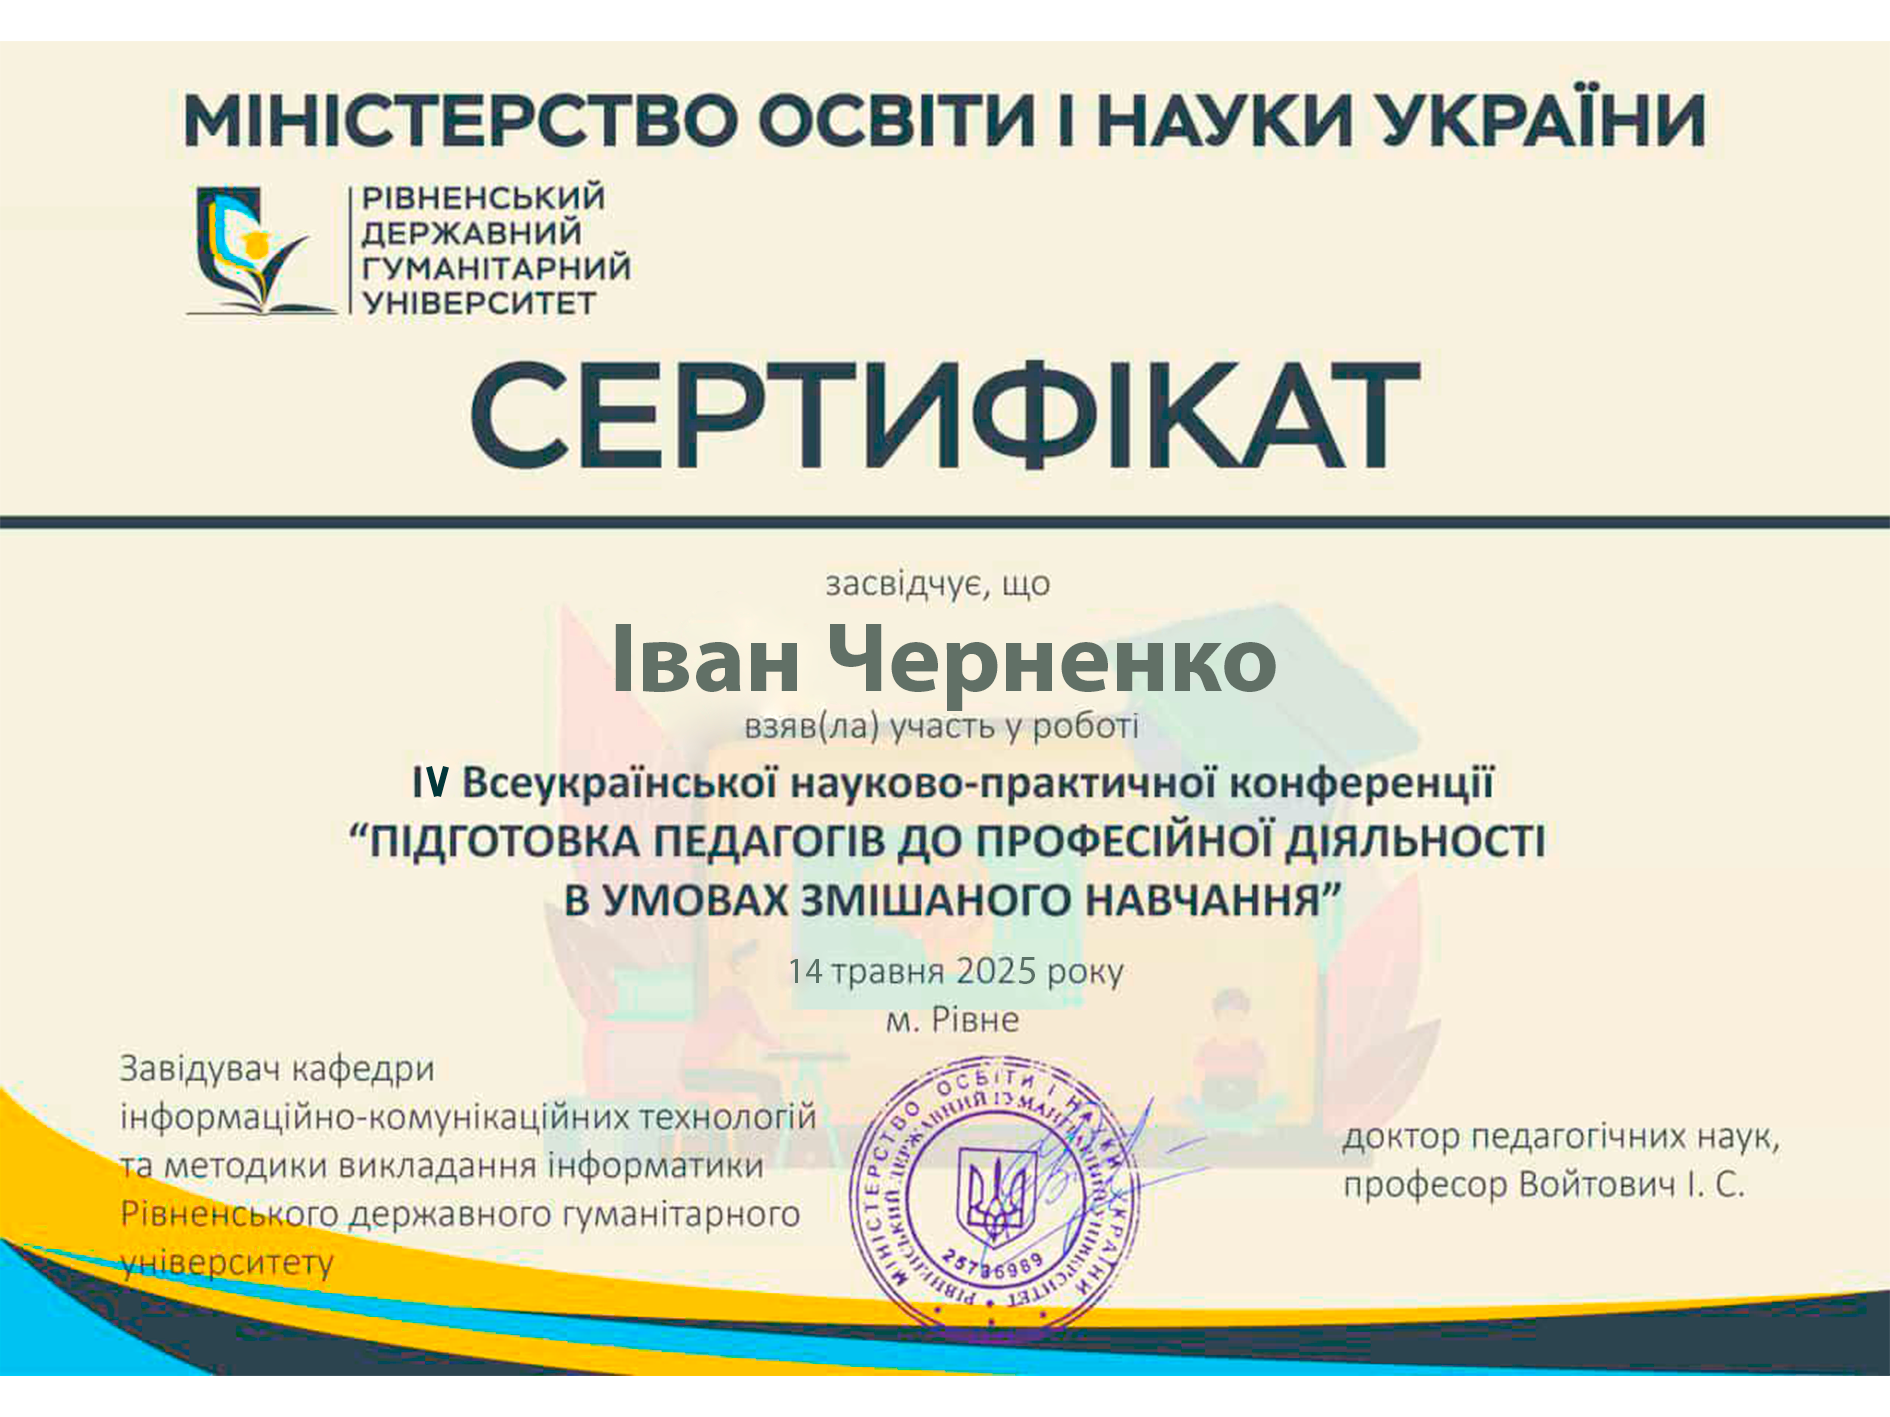 МІНІСТЕРСТВО ОСВІТИ І НАУКИ УКРАЇНИ
РІВНЕНСЬКИЙ
ДЕРЖАВНИЙ
ГУМАНІТАРНИЙ
УНІВЕРСИТЕТ
СЕРТИФІКАТ
засвідчує, що
Іван Черненко
взяв(ла) участь у роботі
IV Всеукраїнської науково-практичної конференції
“ПІДГОТОВКА ПЕДАГОГІВ ДО ПРОФЕСІЙНОЇ ДІЯЛЬНОСТІ
В УМОВАХ ЗМІШАНОГО НАВЧАННЯ”
14 травня 2025 року
м. Рівне
Завідувач кафедри
інформаційно-комунікаційних технологій
та методики викладання інформатики
Рівненського державного гуманітарного
університету
МІНІСТЕРСТВО ОСВІТИ І НАУКИ УКРАЇНИ
РІВНЕНСЬКИЙ ДЕРЖАВНИЙ ГУМАНІТАРНИЙ УНІВЕРСИТЕТ
25736989
доктор педагогічних наук,
професор Войтович І. С.